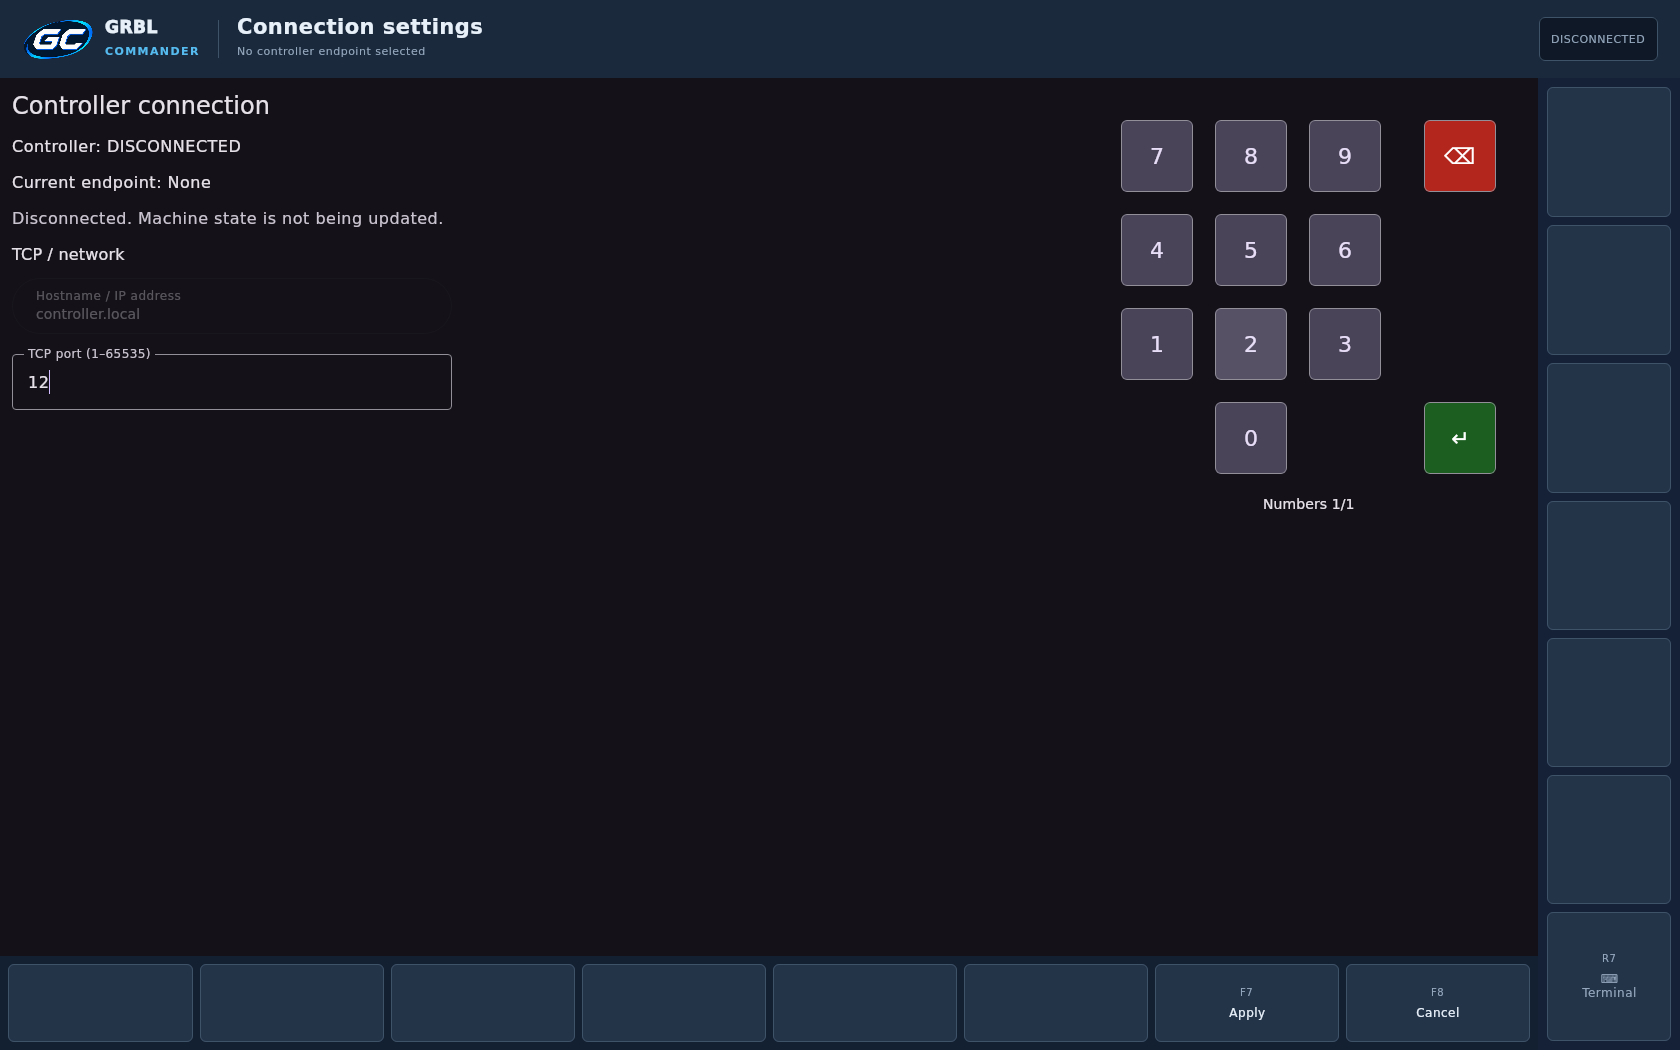 GC
GRBL
COMMANDER
Connection settings
No controller endpoint selected
DISCONNECTED
Controller connection
Controller: DISCONNECTED
Current endpoint: None
Disconnected. Machine state is not being updated.
TCP / network
Hostname / IP address
controller.local
TCP port (1–65535)
12
7 8 9 ⌫
4 5 6
1 2 3
0 ↵
Numbers 1/1
R7
⌨
Terminal
F7
Apply
F8
Cancel